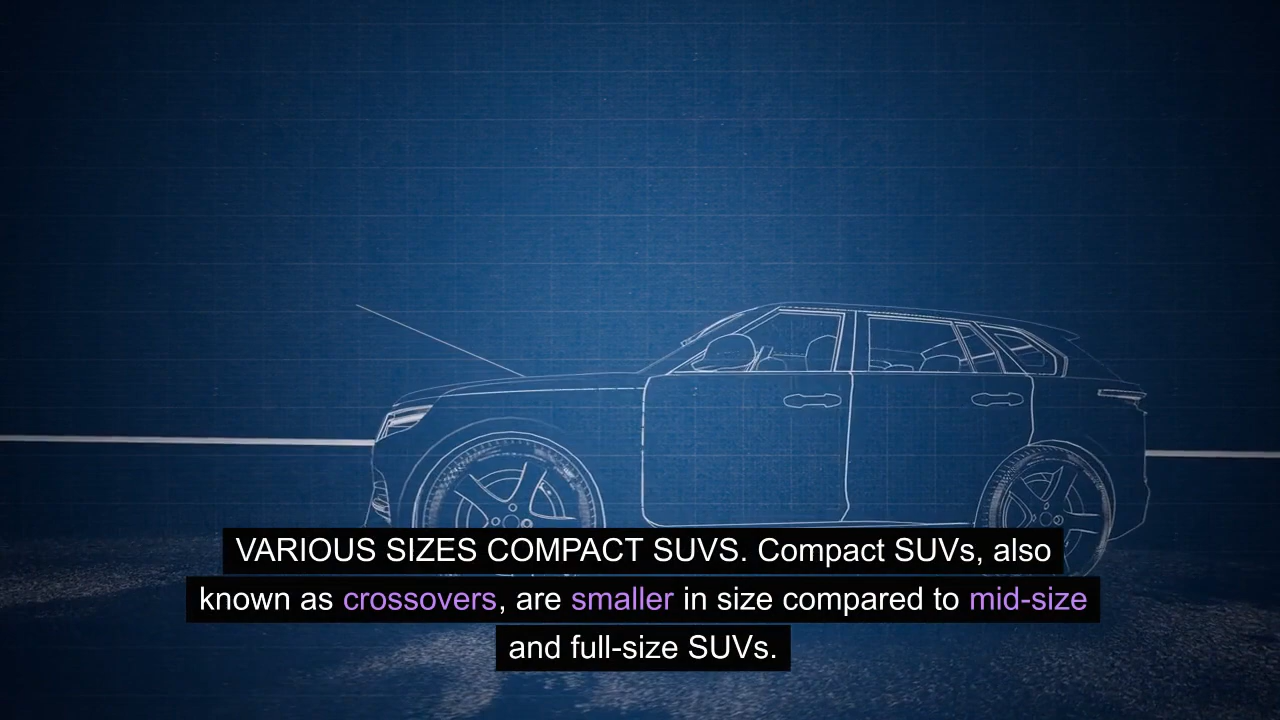 VARIOUS SIZES COMPACT SUVS. Compact SUVs, also
known as crossovers, are smaller in size compared to mid-size
and full-size SUVs.